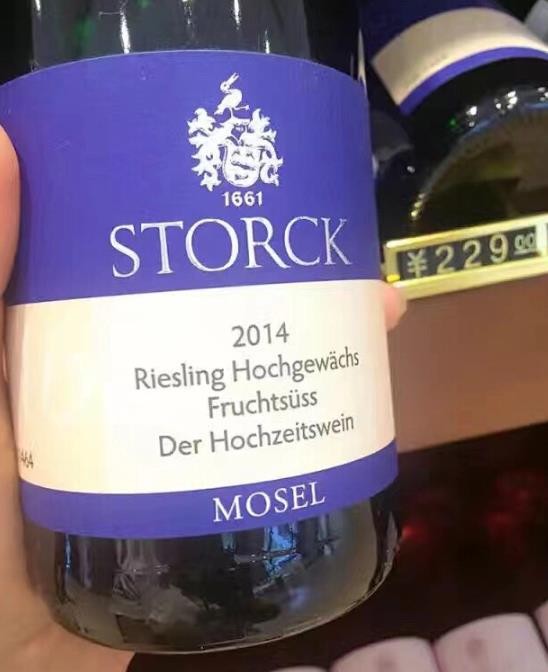 1661
STORCK
2014
Riesling Hochgewächs
Fruchtsüss
Der Hochzeitswein
MOSEL
¥229.00